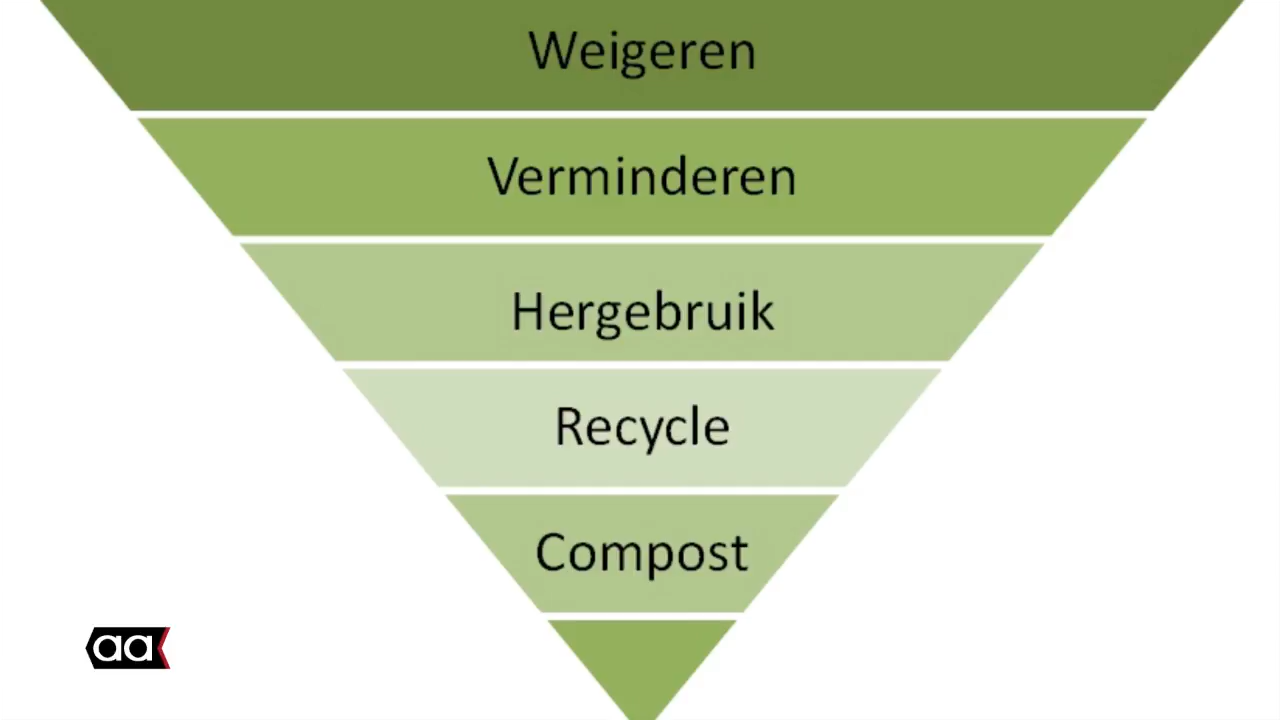 Weigeren
Verminderen
Hergebruik
Recycle
Compost
aa